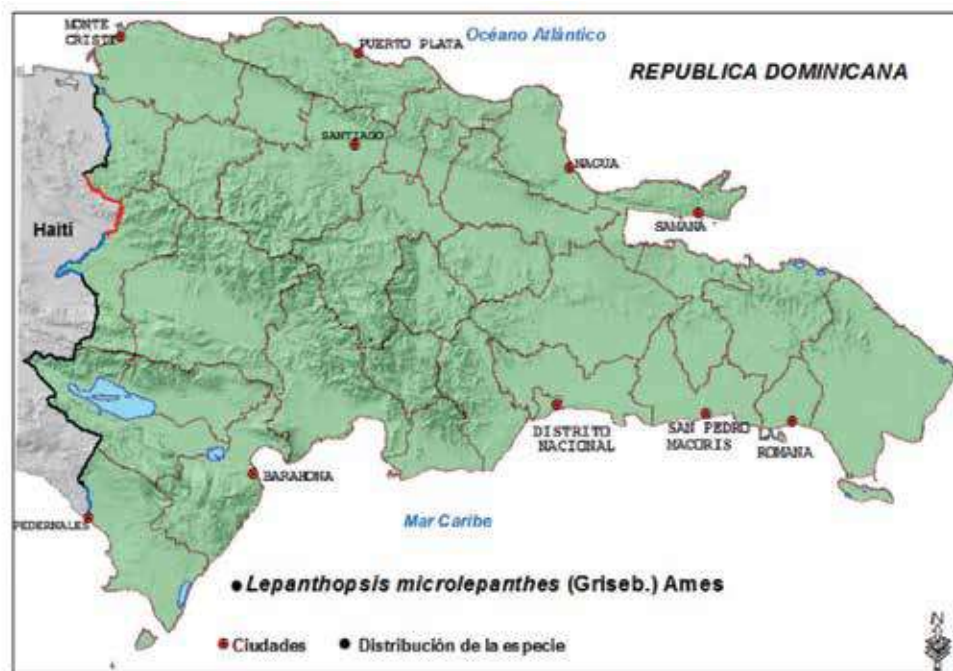 MONTE
CRISTI
PUERTO PLATA
Océano Atlántico
REPUBLICA DOMINICANA
SANTIAGO
NAGUA
SAMANA
Haití
DISTRITO
NACIONAL
SAN PEDRO
MACORIS
LA
ROMANA
BARAHONA
PEDERNALES
Mar Caribe
• Lepanthopsis microlepanthes (Griseb.) Ames
Ciudades
Distribución de la especie
N